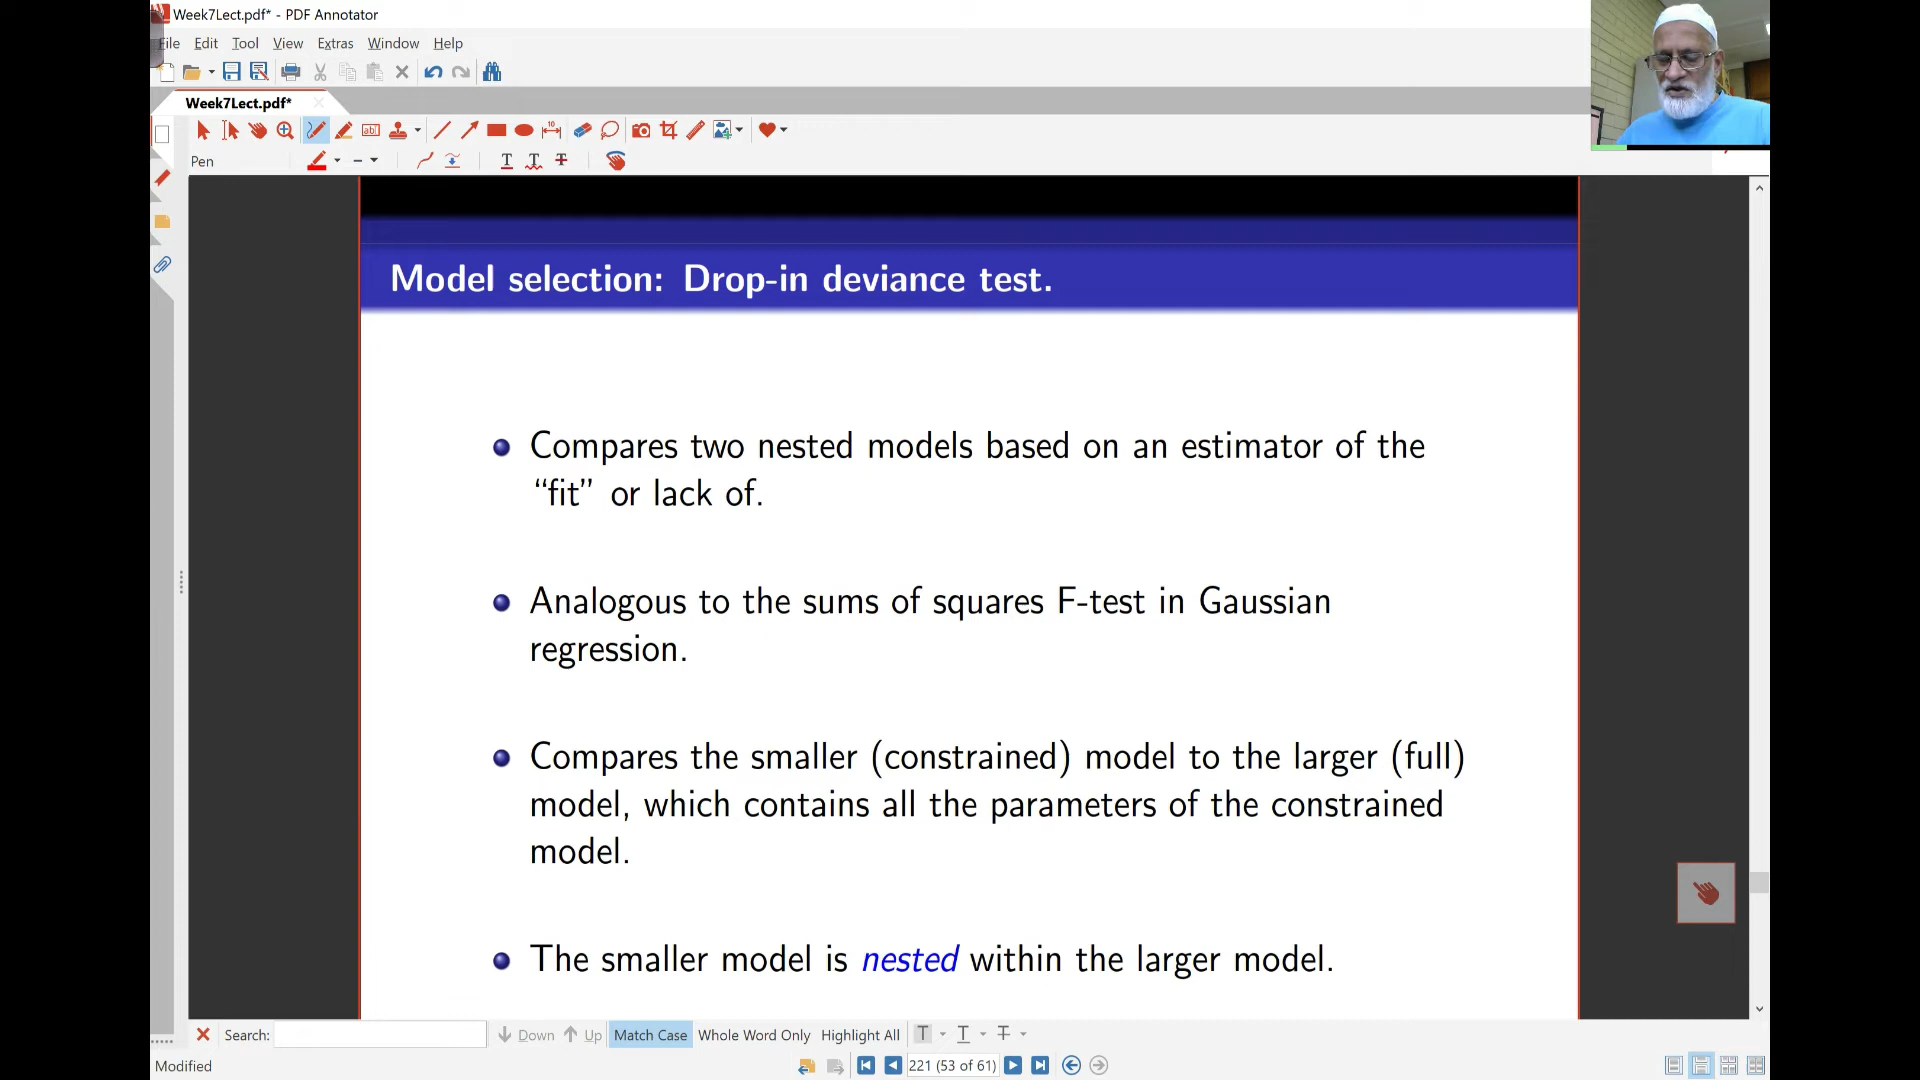 Week7Lect.pdf* - PDF Annotator
File Edit Tool View Extras Window Help
Week7Lect.pdf*
Pen
Model selection: Drop-in deviance test.
Compares two nested models based on an estimator of the
“fit” or lack of.
Analogous to the sums of squares F-test in Gaussian
regression.
Compares the smaller (constrained) model to the larger (full)
model, which contains all the parameters of the constrained
model.
The smaller model is nested within the larger model.
Search: Down Up Match Case Whole Word Only Highlight All T T T
Modified 221 (53 of 61)